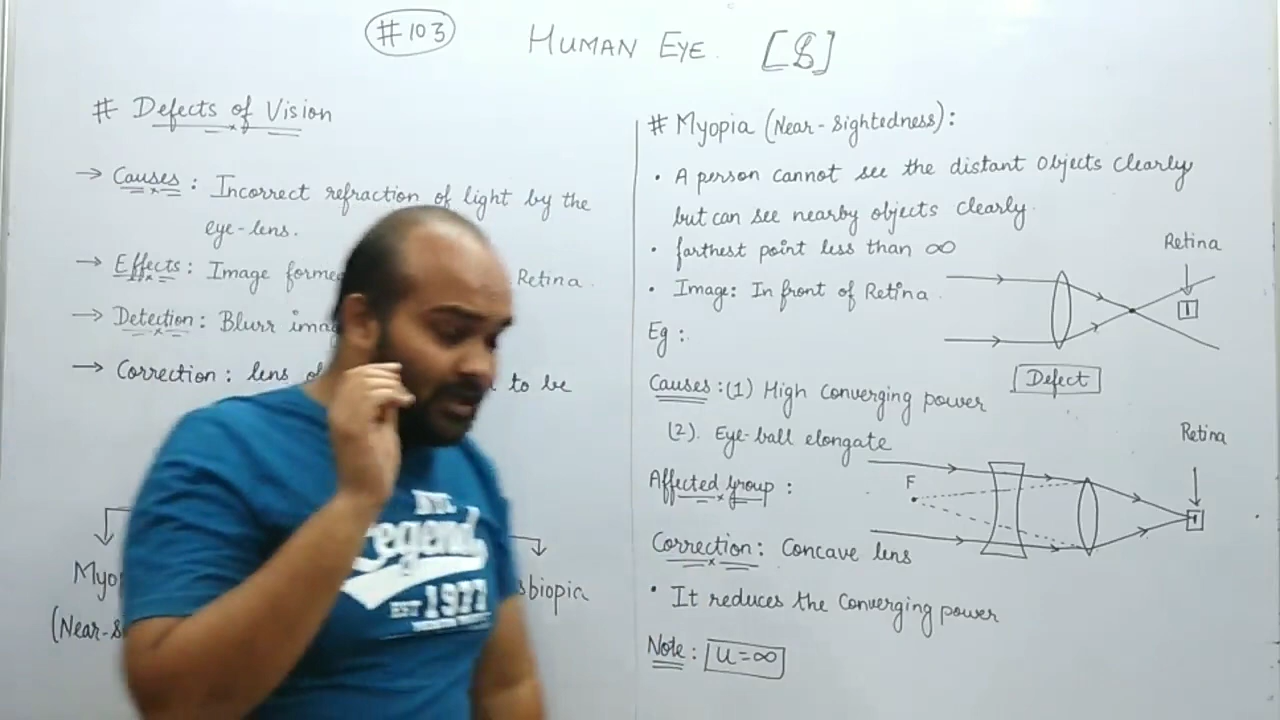 #103
HUMAN EYE. [8]
# Defects of Vision
→ Causes : Incorrect refraction of light by the
eye-lens.
→ Effects : Image Retina.
→ Detection : Blurr
→ Correction : lens to be
# Myopia (Near-Sightedness) :
• A person cannot see the distant objects clearly
but can see nearby objects clearly.
• farthest point less than ∞
• Image: In front of Retina.
Eg :
Retina
Defect
Causes : (1) High converging power
(2). Eye-ball elongate
Retina
F
Affected Group :
Correction : Concave lens
• It reduces the converging power
Note : u = ∞
(Near-S
NYC
Legend
EST 1977